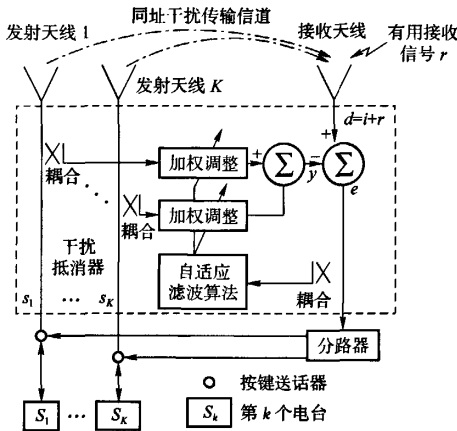 同址干扰传输信道
发射天线 1
接收天线
有用接收
信号 r
发射天线 K
d=i+r
耦合
加权调整
+
Σ
−
y
+
Σ
e
耦合
加权调整
干扰
抵消器
自适应
滤波算法
耦合
s₁ … s_K
分路器
按键送话器
S₁ … S_K
S_k 第 k 个电台